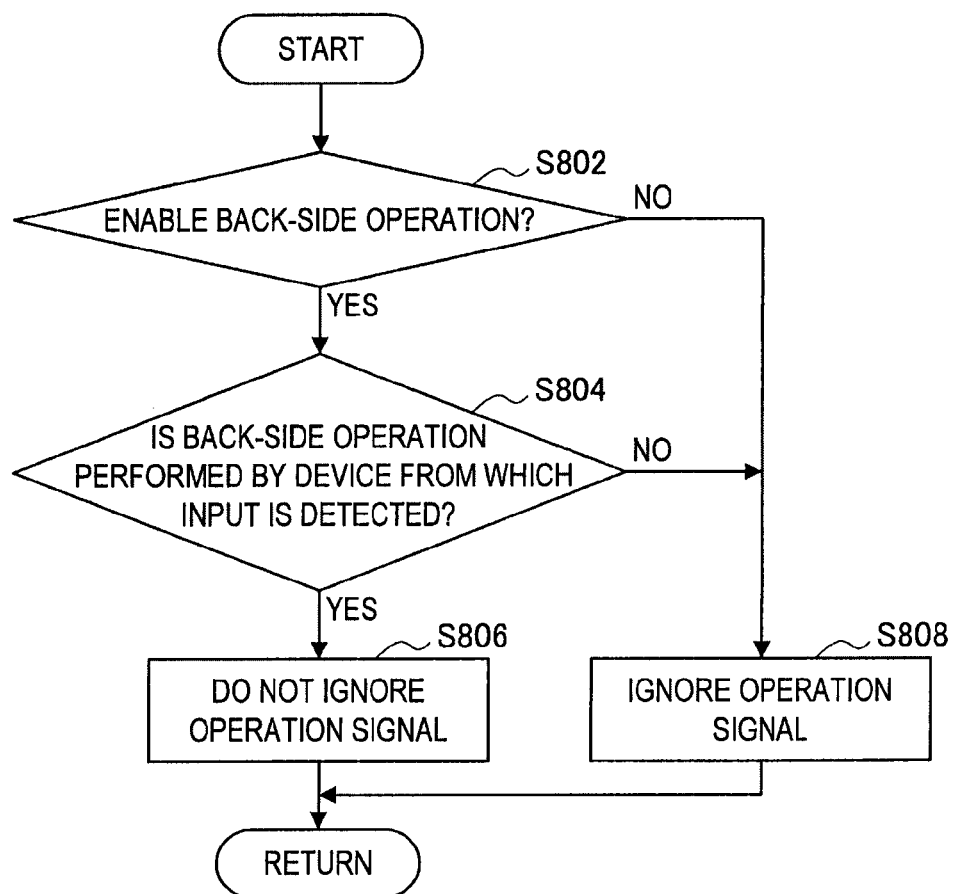 START
S802
ENABLE BACK-SIDE OPERATION?
NO
YES
S804
IS BACK-SIDE OPERATION
PERFORMED BY DEVICE FROM WHICH
INPUT IS DETECTED?
NO
YES
S806
DO NOT IGNORE
OPERATION SIGNAL
S808
IGNORE OPERATION
SIGNAL
RETURN